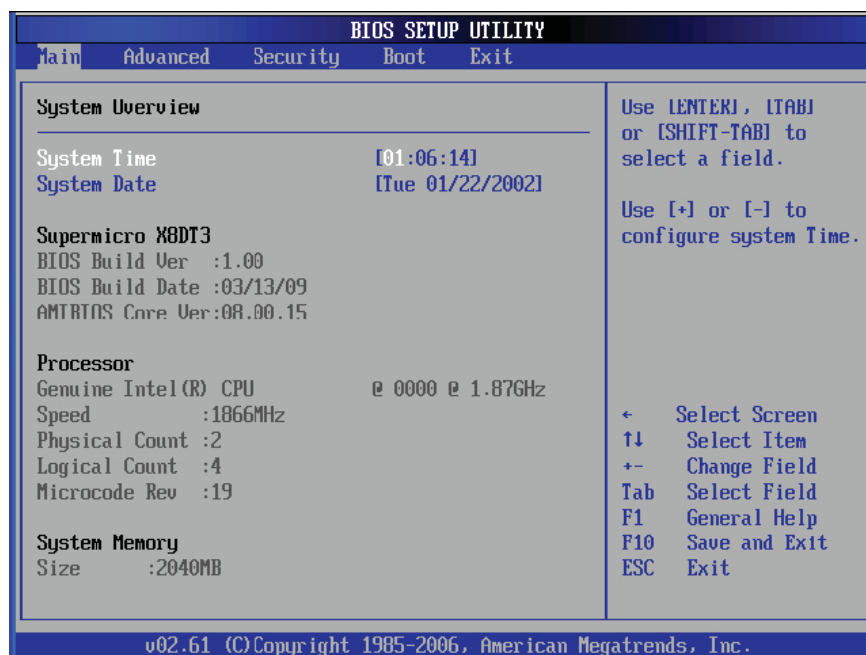 BIOS SETUP UTILITY
Main Advanced Security Boot Exit
System Overview
System Time [01:06:14]
System Date [Tue 01/22/2002]
Supermicro X8DT3
BIOS Build Ver :1.00
BIOS Build Date :03/13/09
AMIBIOS Core Ver:08.00.15
Processor
Genuine Intel(R) CPU @ 0000 @ 1.87GHz
Speed :1866MHz
Physical Count :2
Logical Count :4
Microcode Rev :19
System Memory
Size :2040MB
Use [ENTER], [TAB]
or [SHIFT-TAB] to
select a field.
Use [+] or [-] to
configure system Time.
← Select Screen
↑↓ Select Item
+- Change Field
Tab Select Field
F1 General Help
F10 Save and Exit
ESC Exit
v02.61 (C)Copyright 1985-2006, American Megatrends, Inc.